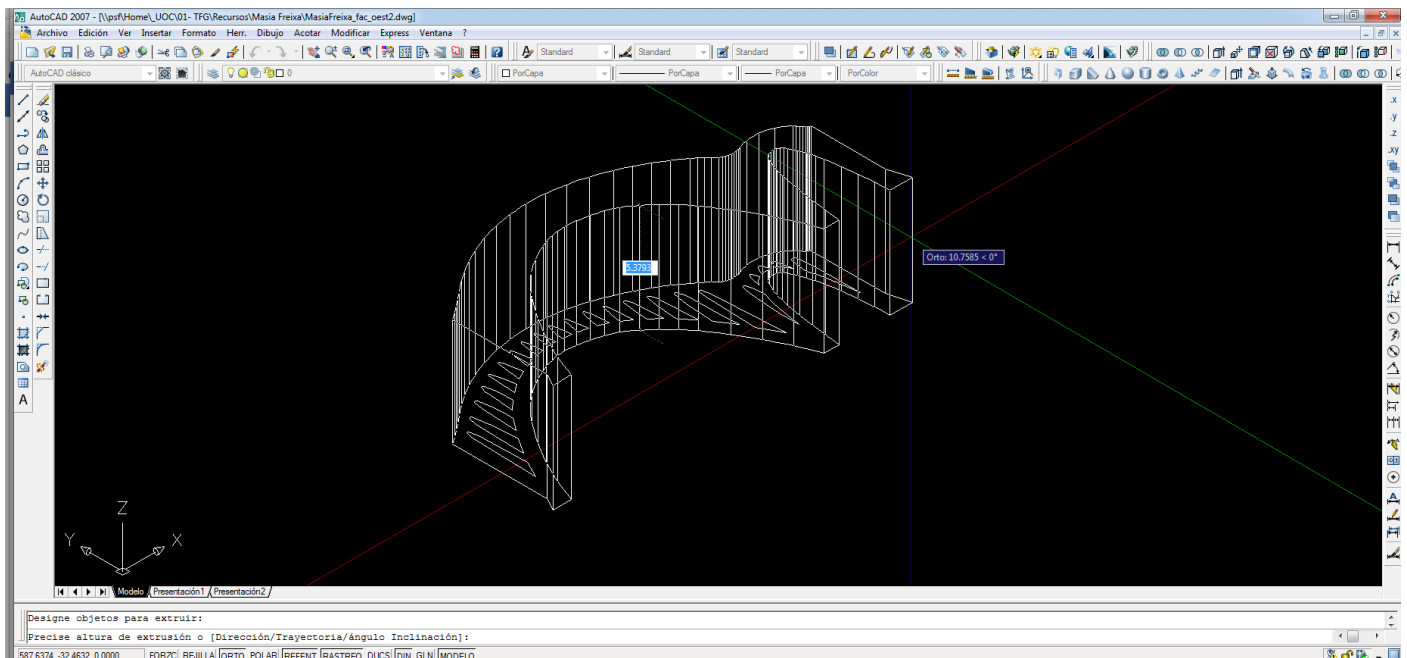 AutoCAD 2007 - [\\psf\Home\_UOC\01- TFG\Recursos\Masia Freixa\MasiaFreixa_fac_oest2.dwg]
Archivo Edición Ver Insertar Formato Herr. Dibujo Acotar Modificar Express Ventana ?
Standard Standard Standard
AutoCAD clásico 0 PorCapa PorCapa PorCapa PorColor
.x
.y
.z
.xy
5.3793
Orto: 10.7585 < 0°
A
Z
Y X
Modelo Presentación1 Presentación2
Designe objetos para extruir:
Precise altura de extrusión o [Dirección/Trayectoria/ángulo Inclinación]:
587.6374, -32.4632, 0.0000 FORZC REJILLA ORTO POLAR REFENT RASTREO DUCS DIN GLN MODELO